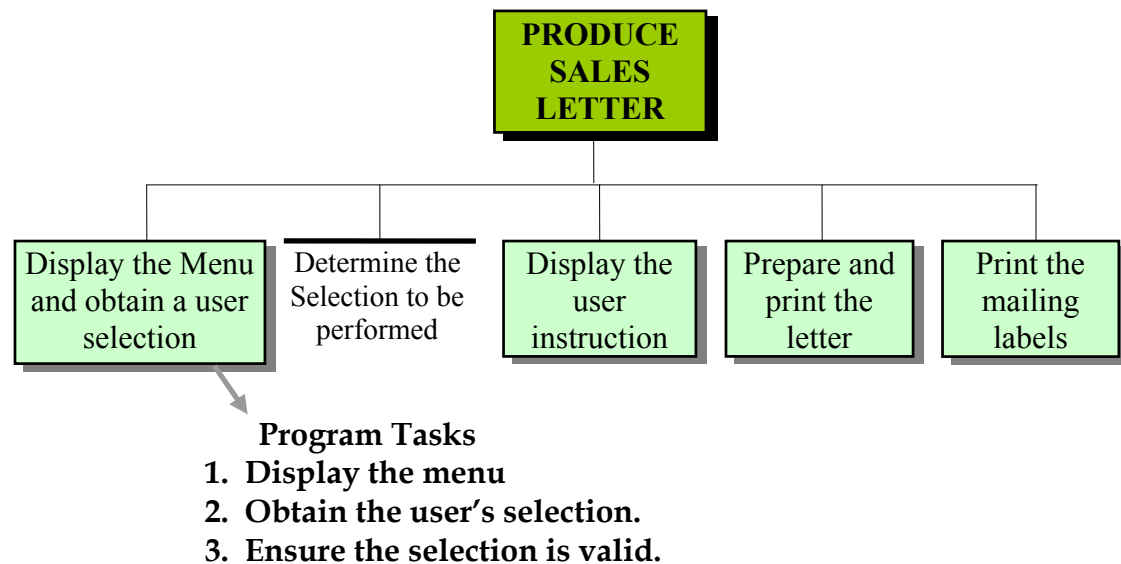 PRODUCE
SALES
LETTER
Display the Menu
and obtain a user
selection
Determine the
Selection to be
performed
Display the
user
instruction
Prepare and
print the
letter
Print the
mailing
labels
Program Tasks
1. Display the menu
2. Obtain the user’s selection.
3. Ensure the selection is valid.